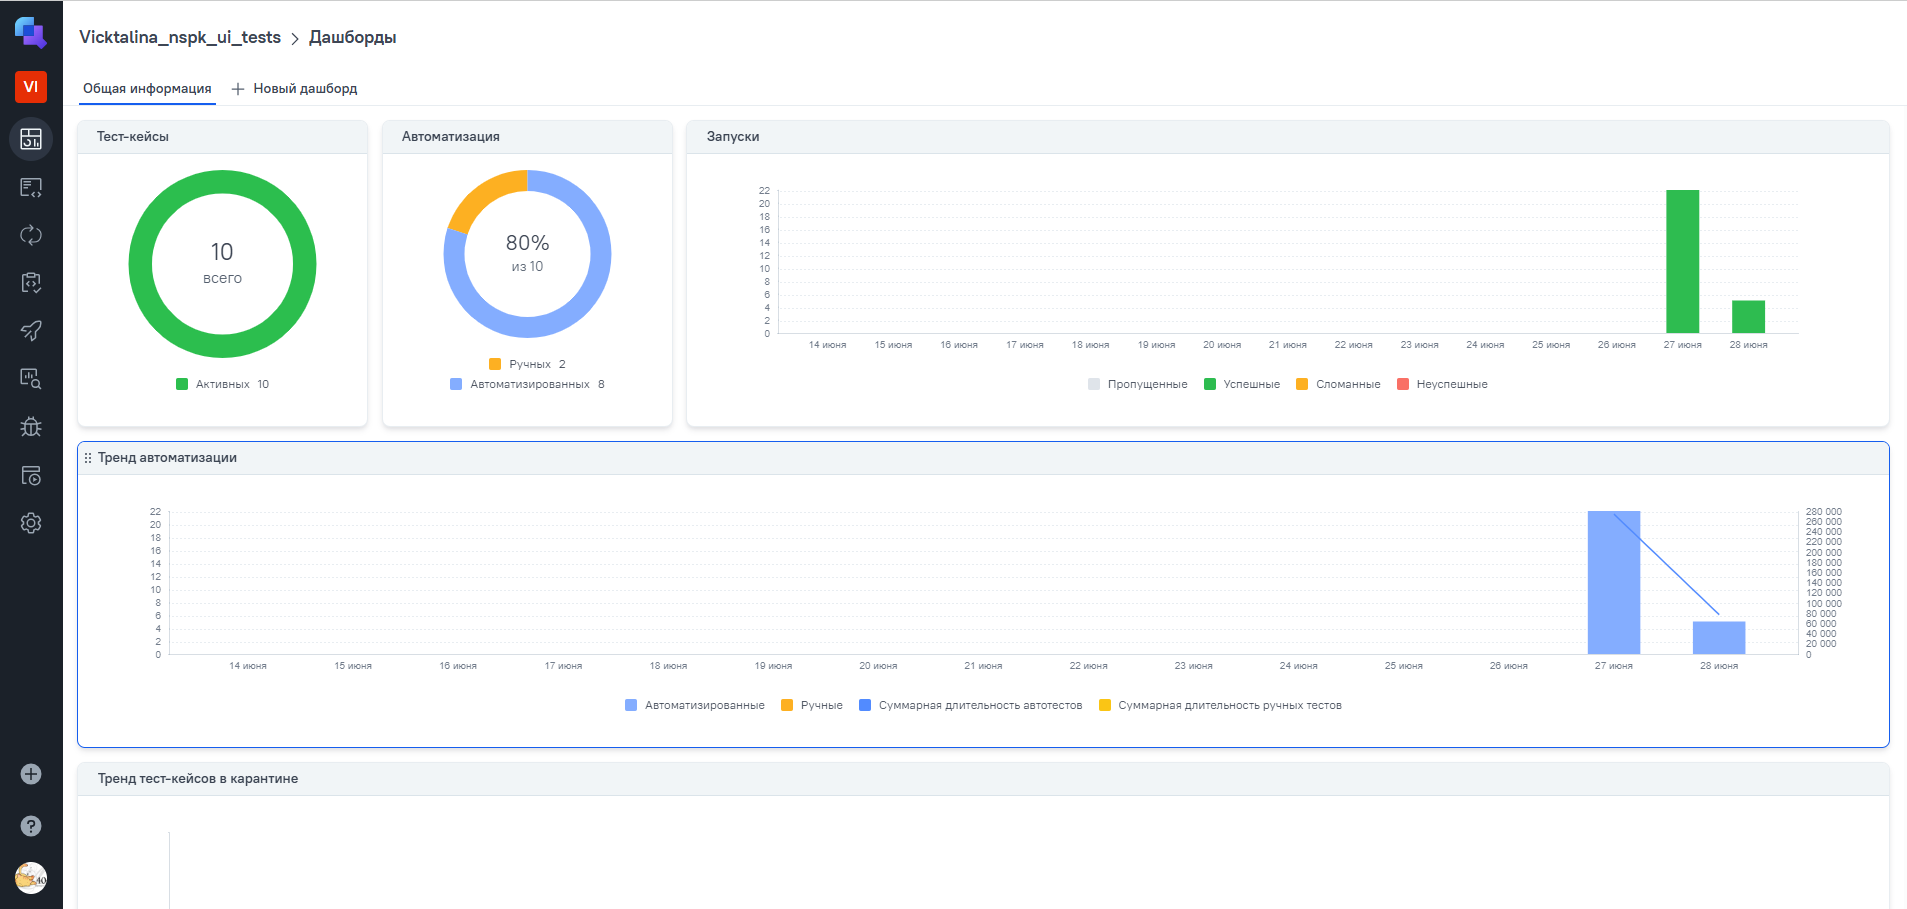 Vicktalina_nspk_ui_tests > Дашборды
VI
Общая информация + Новый дашборд
Тест-кейсы
10
всего
Активных 10
Автоматизация
80%
из 10
Ручных 2
Автоматизированных 8
Запуски
22
20
18
16
14
12
10
8
6
4
2
0
14 июня 15 июня 16 июня 17 июня 18 июня 19 июня 20 июня 21 июня 22 июня 23 июня 24 июня 25 июня 26 июня 27 июня 28 июня
Пропущенные Успешные Сломанные Неуспешные
Тренд автоматизации
22
20
18
16
14
12
10
8
6
4
2
0
280 000
260 000
240 000
220 000
200 000
180 000
160 000
140 000
120 000
100 000
80 000
60 000
40 000
20 000
0
14 июня 15 июня 16 июня 17 июня 18 июня 19 июня 20 июня 21 июня 22 июня 23 июня 24 июня 25 июня 26 июня 27 июня 28 июня
Автоматизированные Ручные Суммарная длительность автотестов Суммарная длительность ручных тестов
Тренд тест-кейсов в карантине